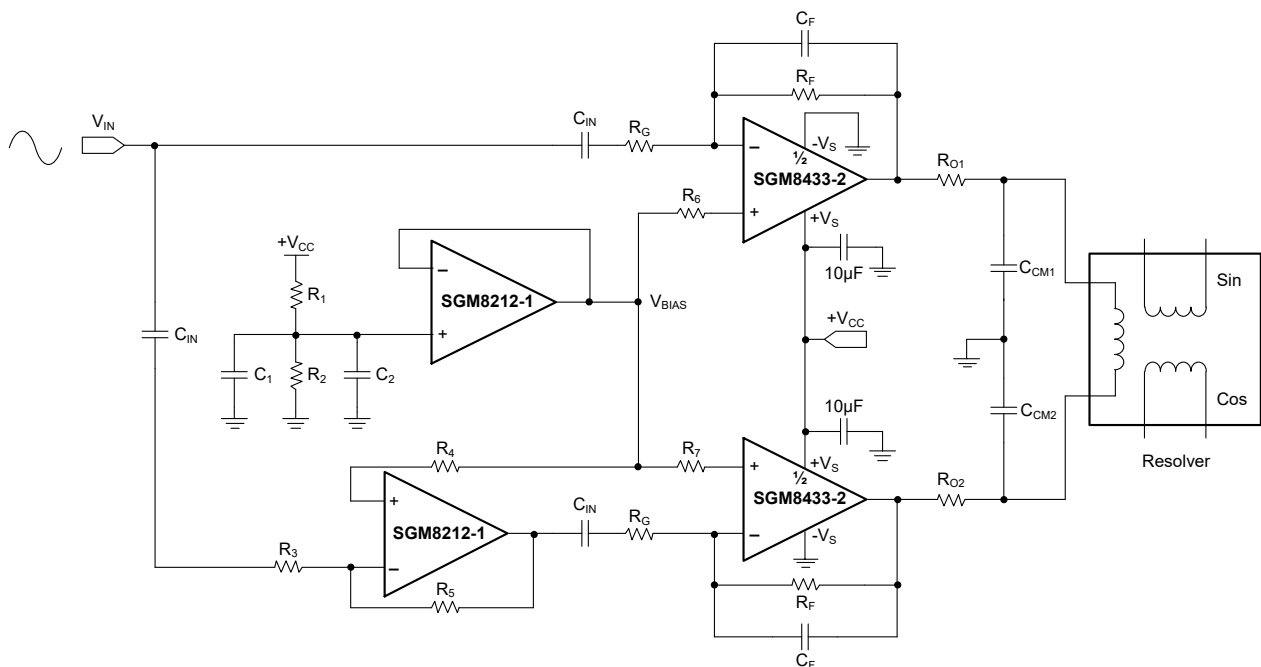 C_F
R_F
V_IN
C_IN
R_G
−
-V_S
½
SGM8433-2
R_O1
R_6
+
+V_S
+V_CC
10µF
R_1
−
SGM8212-1
V_BIAS
C_CM1
Sin
+
+V_CC
C_IN
C_1
R_2
C_2
10µF
C_CM2
Cos
R_4
R_7
+V_S
Resolver
+
½
SGM8433-2
R_O2
+
C_IN
R_G
SGM8212-1
−
-V_S
R_3
−
R_5
R_F
C_F